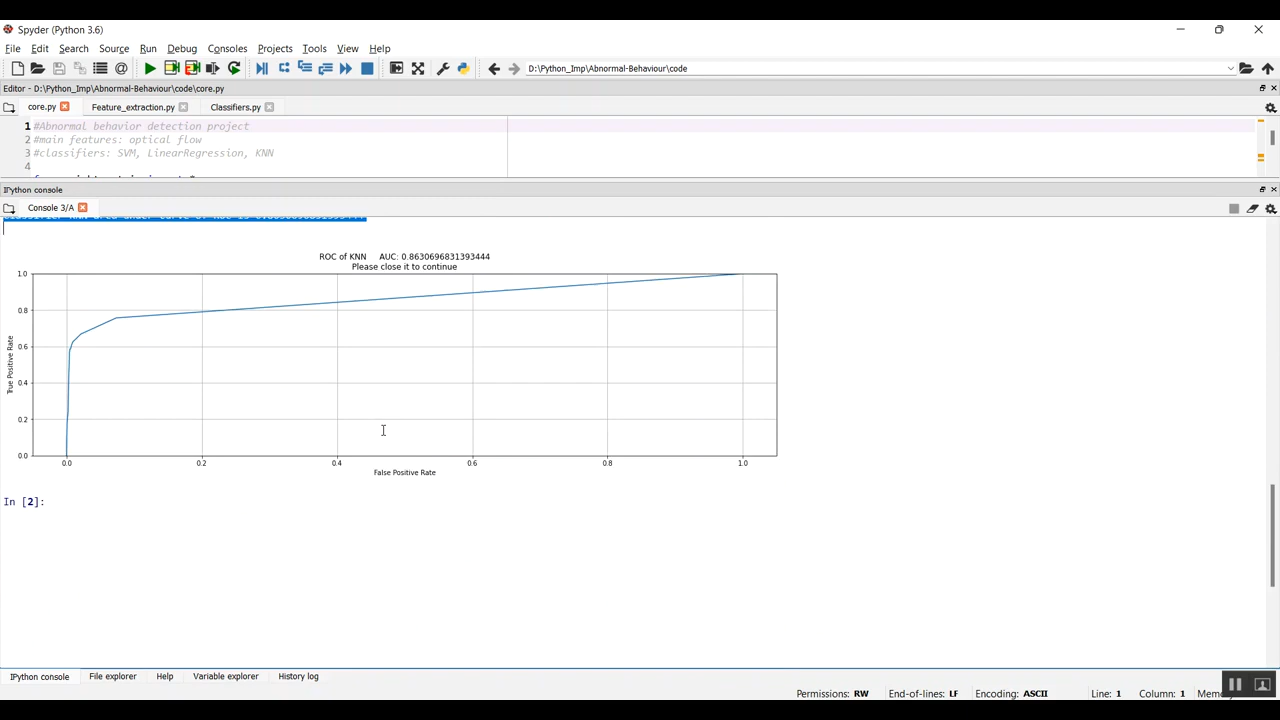 Spyder (Python 3.6)
File Edit Search Source Run Debug Consoles Projects Tools View Help
D:\Python_Imp\Abnormal-Behaviour\code
Editor - D:\Python_Imp\Abnormal-Behaviour\code\core.py
core.py Feature_extraction.py Classifiers.py
1 #Abnormal behavior detection project
2 #main features: optical flow
3 #classifiers: SVM, LinearRegression, KNN
4
IPython console
Console 3/A
ROC of KNN AUC: 0.8630696831393444
Please close it to continue
1.0
0.8
0.6
0.4
0.2
0.0
True Positive Rate
0.0 0.2 0.4 0.6 0.8 1.0
False Positive Rate
In [2]:
IPython console File explorer Help Variable explorer History log
Permissions: RW End-of-lines: LF Encoding: ASCII Line: 1 Column: 1